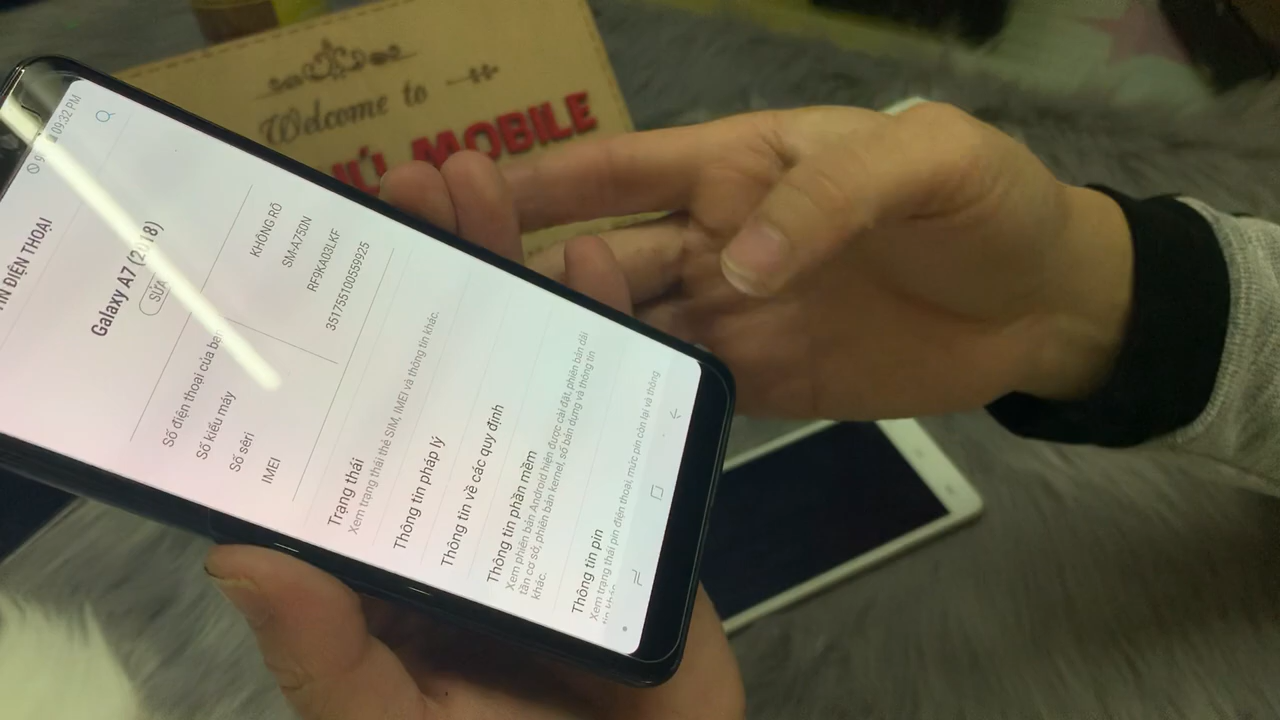 Welcome to
MOBILE
09:32 PM
TIN ĐIỆN THOẠI
Galaxy A7 (2018)
SỬA
Số điện thoại của bạn KHÔNG RÕ
Số kiểu máy SM-A750N
Số sêri RF9KA03LKF
IMEI 351755100559925
Trạng thái
Xem trạng thái thẻ SIM, IMEI và thông tin khác.
Thông tin pháp lý
Thông tin về các quy định
Thông tin phần mềm
Xem phiên bản Android hiện được cài đặt, phiên bản dải
tần cơ sở, phiên bản kernel, số bản dựng và thông tin
khác.
Thông tin pin
Xem trạng thái pin điện thoại, mức pin còn lại và thông
tin khác.